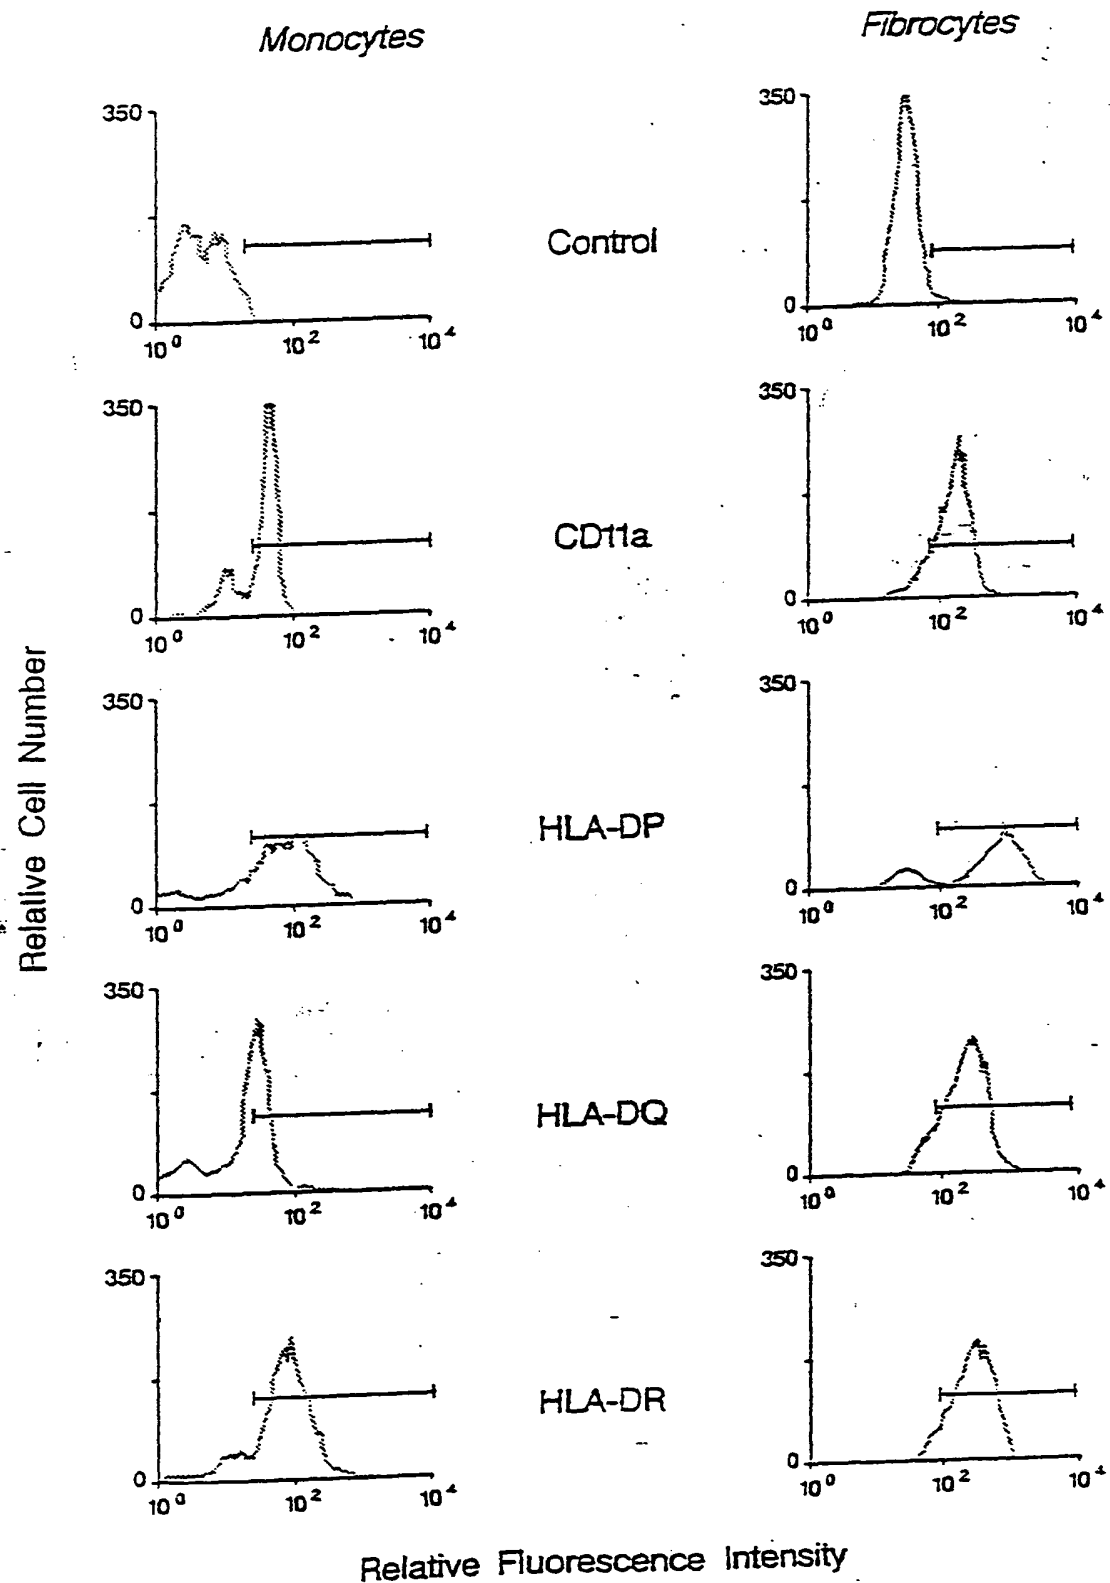 Monocytes Fibrocytes
350 350
Control
0 0
10⁰ 10² 10⁴ 10⁰ 10² 10⁴
350 350
CD11a
0 0
10⁰ 10² 10⁴ 10⁰ 10² 10⁴
350 350
HLA-DP
0 0
10⁰ 10² 10⁴ 10⁰ 10² 10⁴
350 350
HLA-DQ
0 0
10⁰ 10² 10⁴ 10⁰ 10² 10⁴
350 350
HLA-DR
0 0
10⁰ 10² 10⁴ 10⁰ 10² 10⁴
Relative Cell Number
Relative Fluorescence Intensity